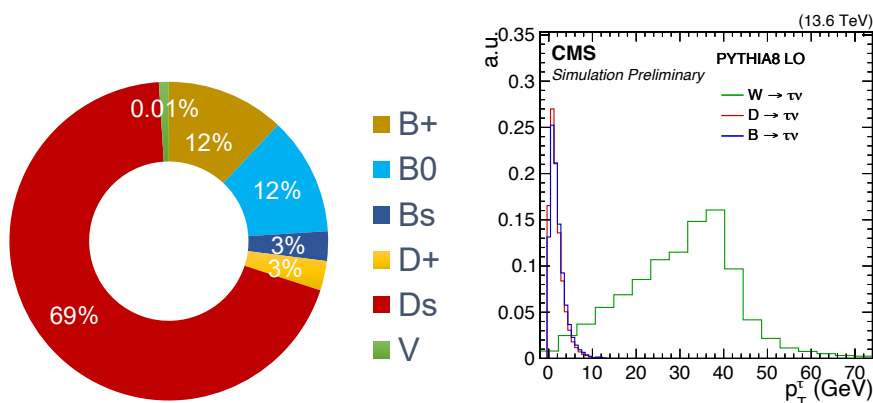 0.01%
12%
12%
3%
3%
69%
B+
B0
Bs
D+
Ds
V
(13.6 TeV)
a.u.
0.35
0.3
0.25
0.2
0.15
0.1
0.05
0
CMS
Simulation Preliminary
PYTHIA8 LO
W → τν
D → τν
B → τν
0 10 20 30 40 50 60 70
p_T^τ (GeV)